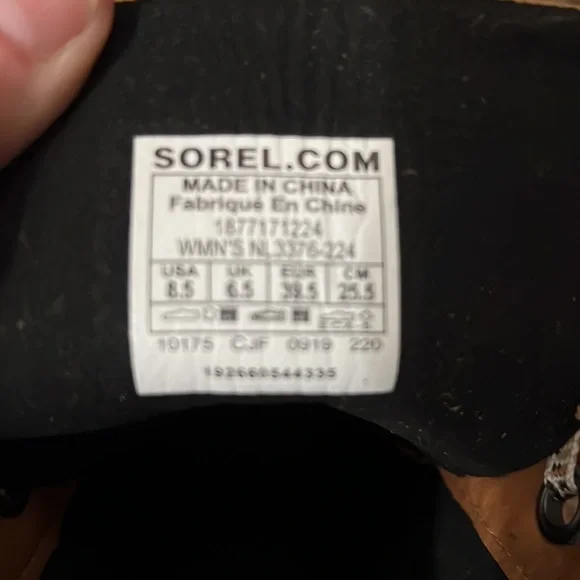 SOREL.COM
MADE IN CHINA
Fabriqué En Chine
1877171224
WMN'S NL3376-224
USA UK EUR CM
8.5 6.5 39.5 25.5
10175 CJF 0919 220
192660544335